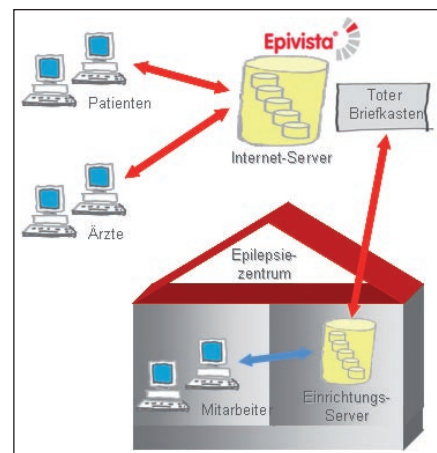 Epivista®
Patienten
Toter
Briefkasten
Internet-Server
Ärzte
Epilepsie-
zentrum
Mitarbeiter
Einrichtungs-
Server